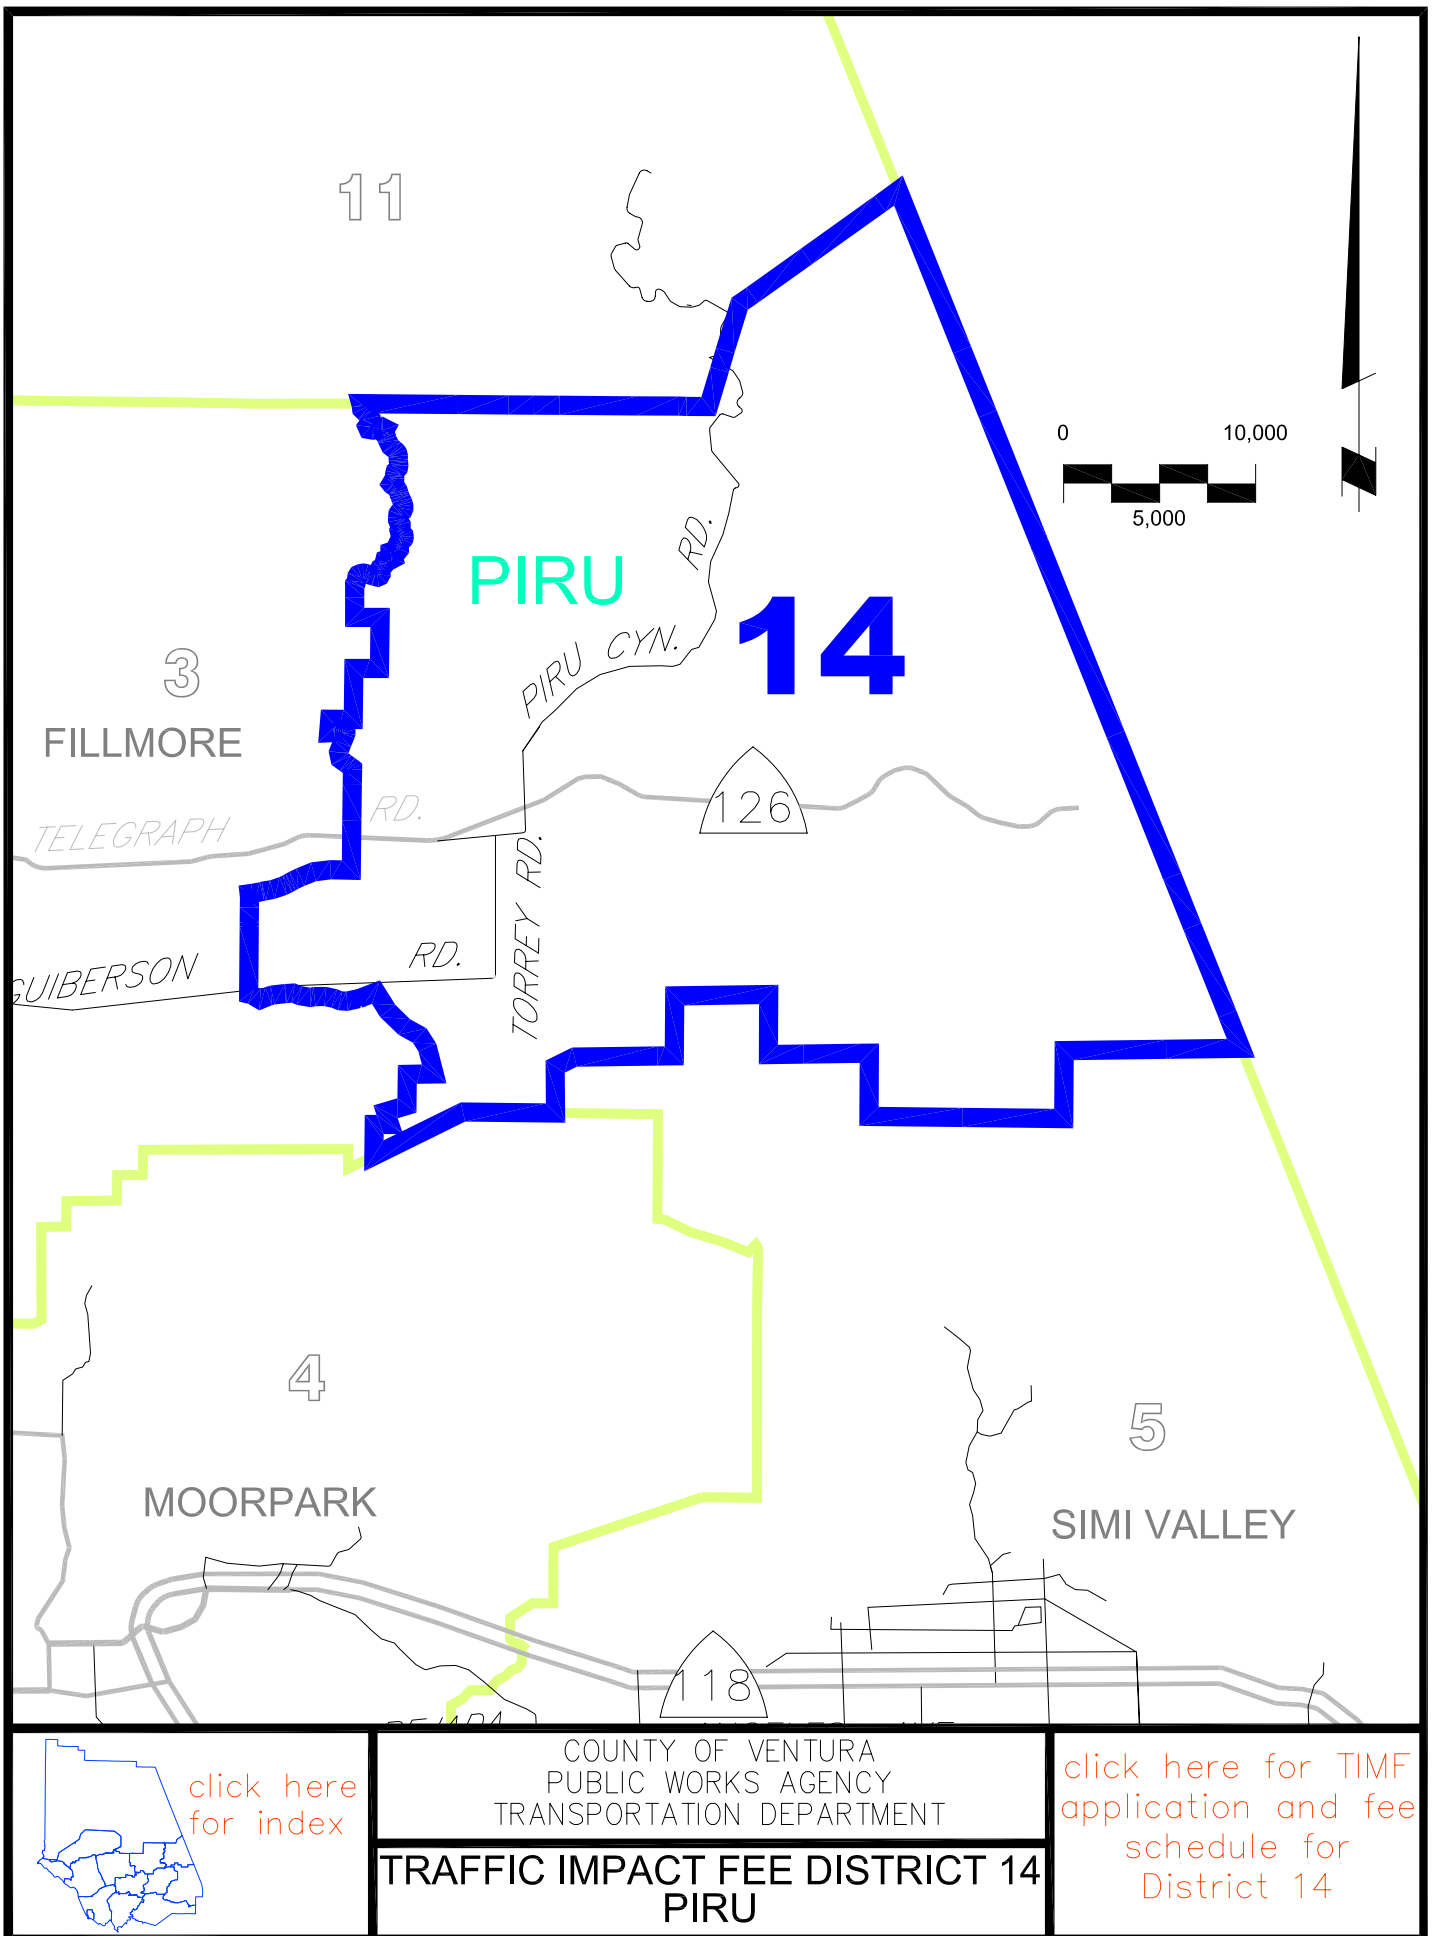 11
0
10,000
5,000
PIRU
RD.
14
PIRU CYN.
3
FILLMORE
126
TELEGRAPH
RD.
TORREY RD.
GUIBERSON
RD.
4
5
MOORPARK
SIMI VALLEY
118
click here
for index
COUNTY OF VENTURA
PUBLIC WORKS AGENCY
TRANSPORTATION DEPARTMENT
TRAFFIC IMPACT FEE DISTRICT 14
PIRU
click here for TIMF
application and fee
schedule for
District 14